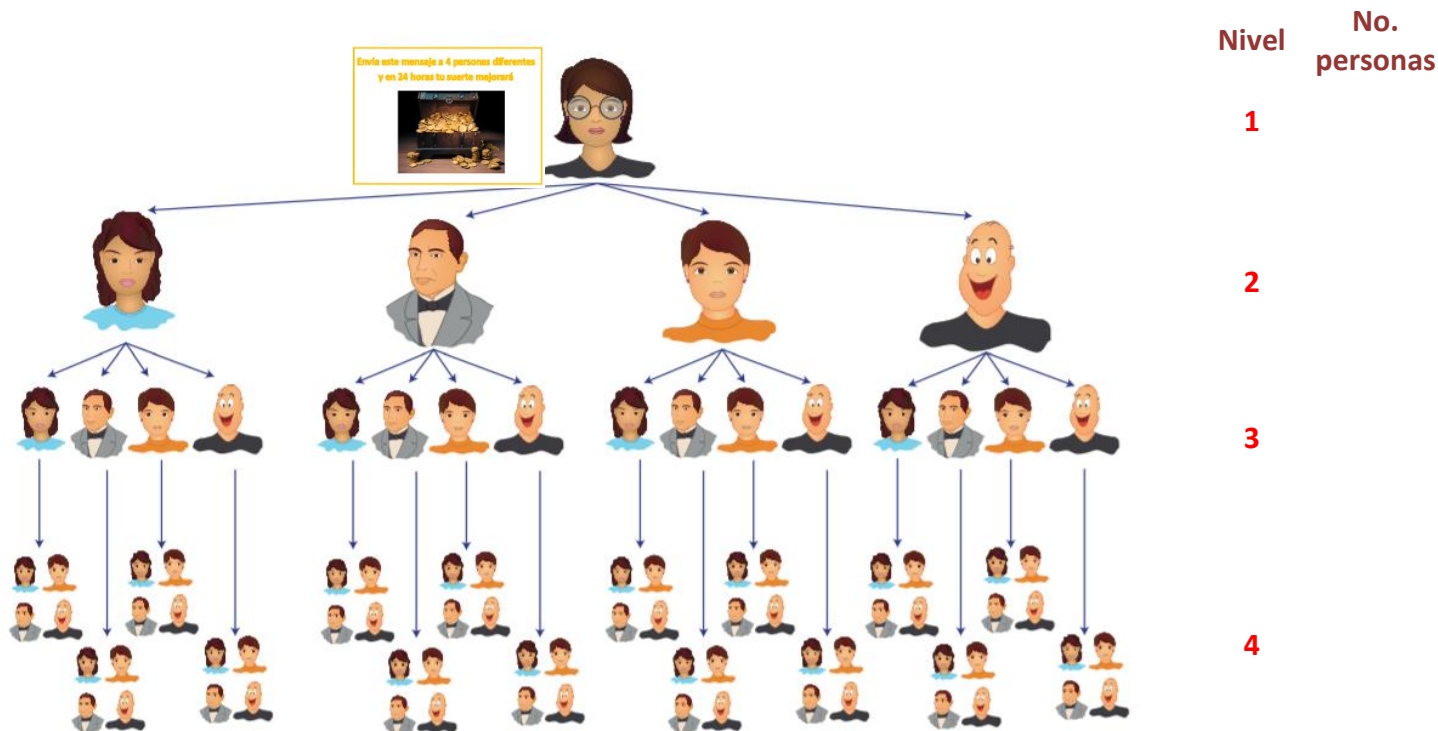 Envía este mensaje a 4 personas diferentes
y en 24 horas tu suerte mejorará
Nivel
No.
personas
1
2
3
4